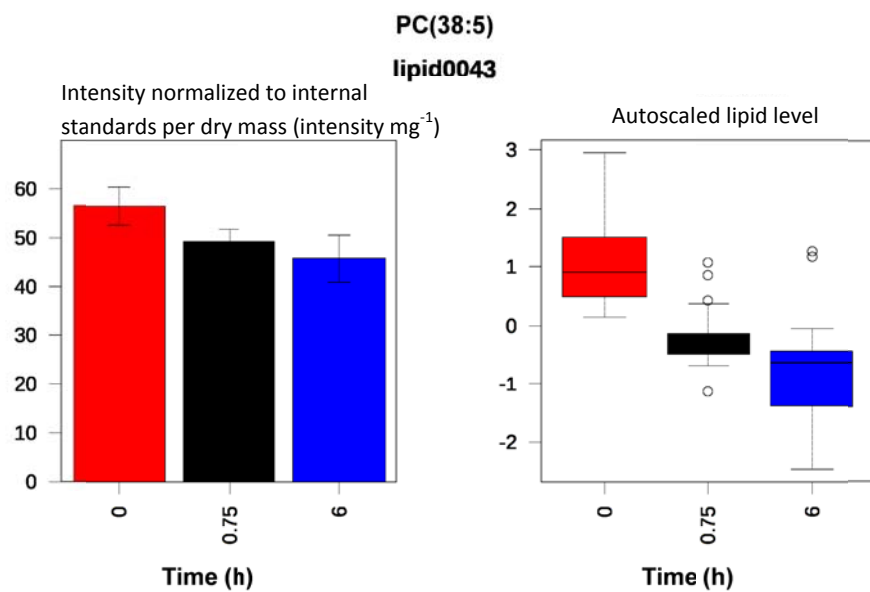 PC(38:5)
lipid0043
Intensity normalized to internal
standards per dry mass (intensity mg⁻¹)
60
50
40
30
20
10
0
0
0.75
6
Time (h)
Autoscaled lipid level
3
2
1
0
-1
-2
0
0.75
6
Time (h)